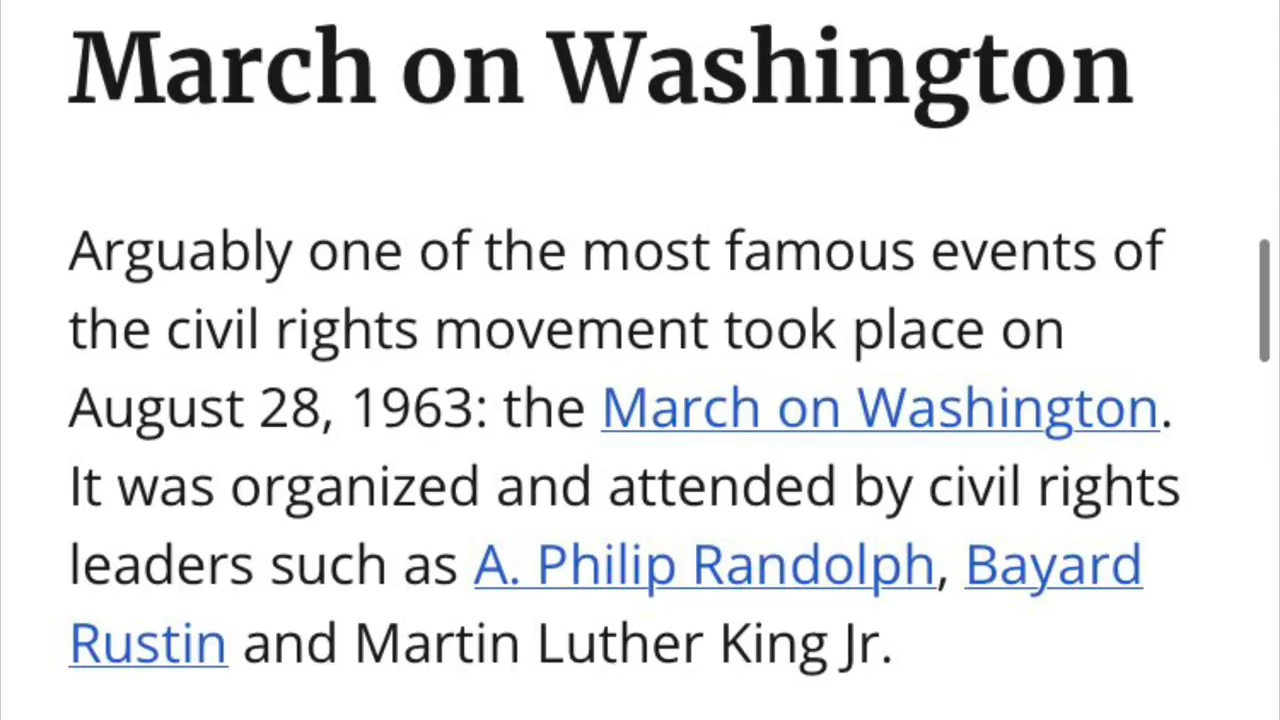 March on Washington
Arguably one of the most famous events of
the civil rights movement took place on
August 28, 1963: the March on Washington.
It was organized and attended by civil rights
leaders such as A. Philip Randolph, Bayard
Rustin and Martin Luther King Jr.